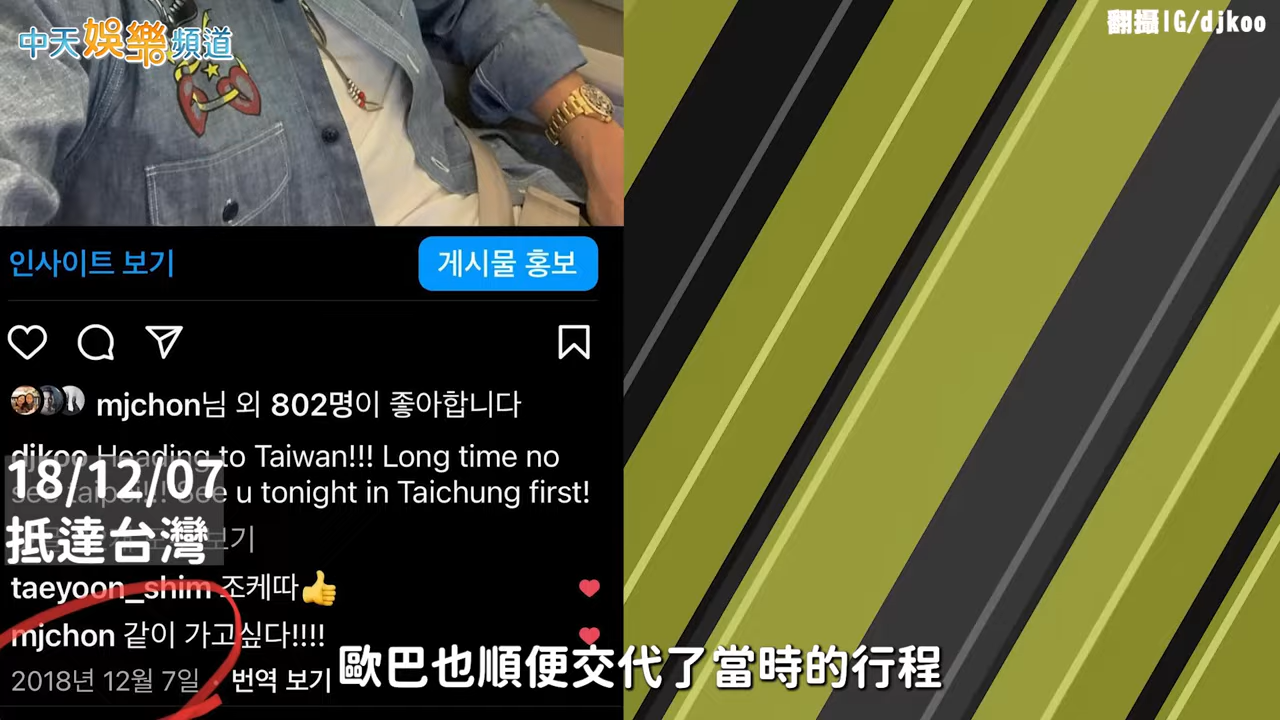 中天娛樂頻道
翻攝IG/djkoo
인사이트 보기
게시물 홍보
mjchon님 외 802명이 좋아합니다
djkoo Heading to Taiwan!!! Long time no
see taipei!!! See u tonight in Taichung first!
18/12/07
抵達台灣
보기
taeyoon_shim 조케따👍
mjchon 같이 가고싶다!!!!
2018년 12월 7일 · 번역 보기
歐巴也順便交代了當時的行程